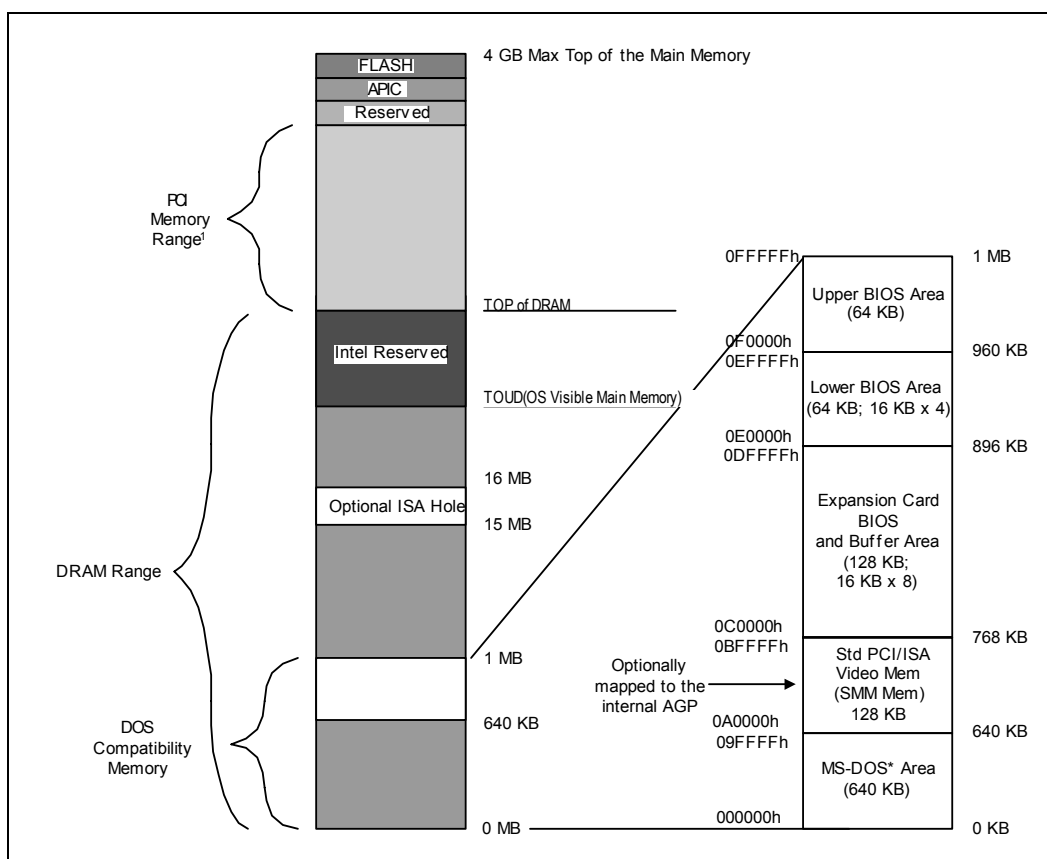 4 GB Max Top of the Main Memory
FLASH
APIC
Reserved
PCI
Memory
Range¹
TOP of DRAM
Intel Reserved
TOUD(OS Visible Main Memory)
16 MB
Optional ISA Hole
15 MB
DRAM Range
1 MB
640 KB
DOS
Compatibility
Memory
0 MB
0FFFFFh
1 MB
Upper BIOS Area
(64 KB)
0F0000h
0EFFFFh
960 KB
Lower BIOS Area
(64 KB; 16 KB x 4)
0E0000h
0DFFFFh
896 KB
Expansion Card
BIOS
and Buffer Area
(128 KB;
16 KB x 8)
0C0000h
0BFFFFh
768 KB
Std PCI/ISA
Video Mem
(SMM Mem)
128 KB
Optionally
mapped to the
internal AGP
0A0000h
09FFFFh
640 KB
MS-DOS* Area
(640 KB)
000000h
0 KB